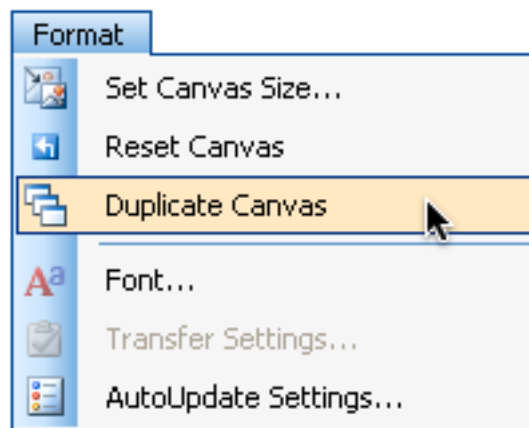 Format
Set Canvas Size...
Reset Canvas
Duplicate Canvas
Font...
Transfer Settings...
AutoUpdate Settings...